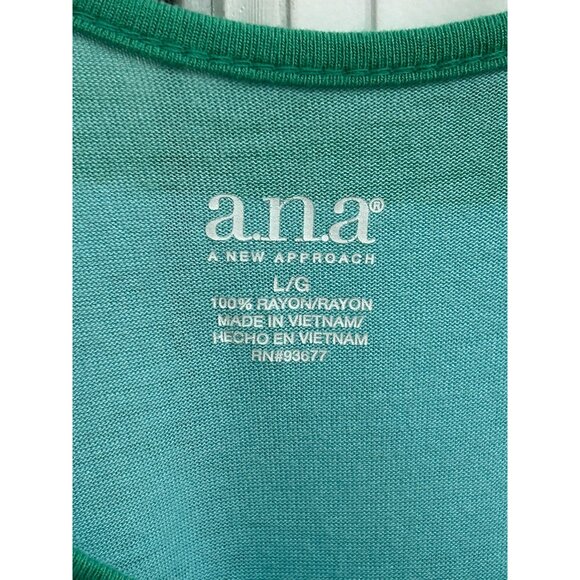 a.n.a®
A NEW APPROACH
L/G
100% RAYON/RAYON
MADE IN VIETNAM/
HECHO EN VIETNAM
RN#93677